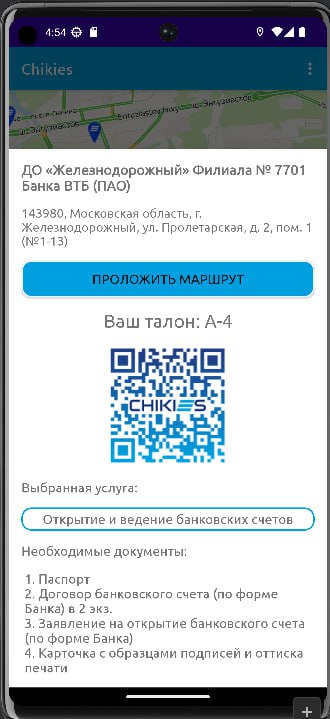 4:54
Chikies
ДО «Железнодорожный» Филиала № 7701
Банка ВТБ (ПАО)
143980, Московская область, г.
Железнодорожный, ул. Пролетарская, д. 2, пом. 1
(№1-13)
ПРОЛОЖИТЬ МАРШРУТ
Ваш талон: А-4
CHIKIES
Выбранная услуга:
Открытие и ведение банковских счетов
Необходимые документы:
1. Паспорт
2. Договор банковского счета (по форме
Банка) в 2 экз.
3. Заявление на открытие банковского счета
(по форме Банка)
4. Карточка с образцами подписей и оттиска
печати